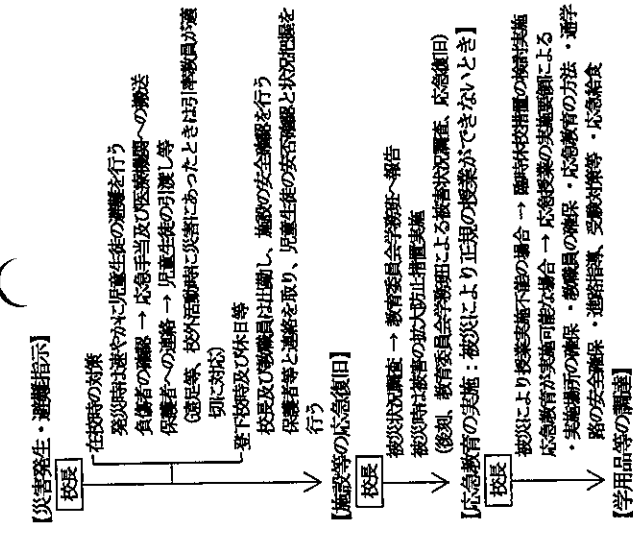 【災害発生・避難指示】
校長
在校時の対策
発災時は速やかに児童生徒の避難を行う
負傷者の確認 → 応急手当及び医療機関への搬送
保護者への連絡 → 児童生徒の引渡し等
(遠足等、校外活動時に災害にあったときは引率教員が適
切に対応)
登下校時及び休日等
校長及び教職員は出勤し、施設の安全確認を行う
保護者等と連絡を取り、児童生徒の安否確認と状況把握を
行う
【施設等の応急復旧】
校長
被災状況調査 → 教育委員会学務班へ報告
被災時は被害の拡大防止措置実施
(後刻、教育委員会学務班による被害状況調査、応急復旧)
【応急教育の実施:被災により正規の授業ができないとき】
校長
被災により授業実施不能の場合 → 臨時休校措置の検討実施
応急教育が実施可能な場合 → 応急授業の実施要領による
・実施場所の確保 ・教職員の確保 ・応急教育の方法 ・通学
路の安全確保 ・進路指導、受験対策等 ・応急給食
【学用品等の調達】